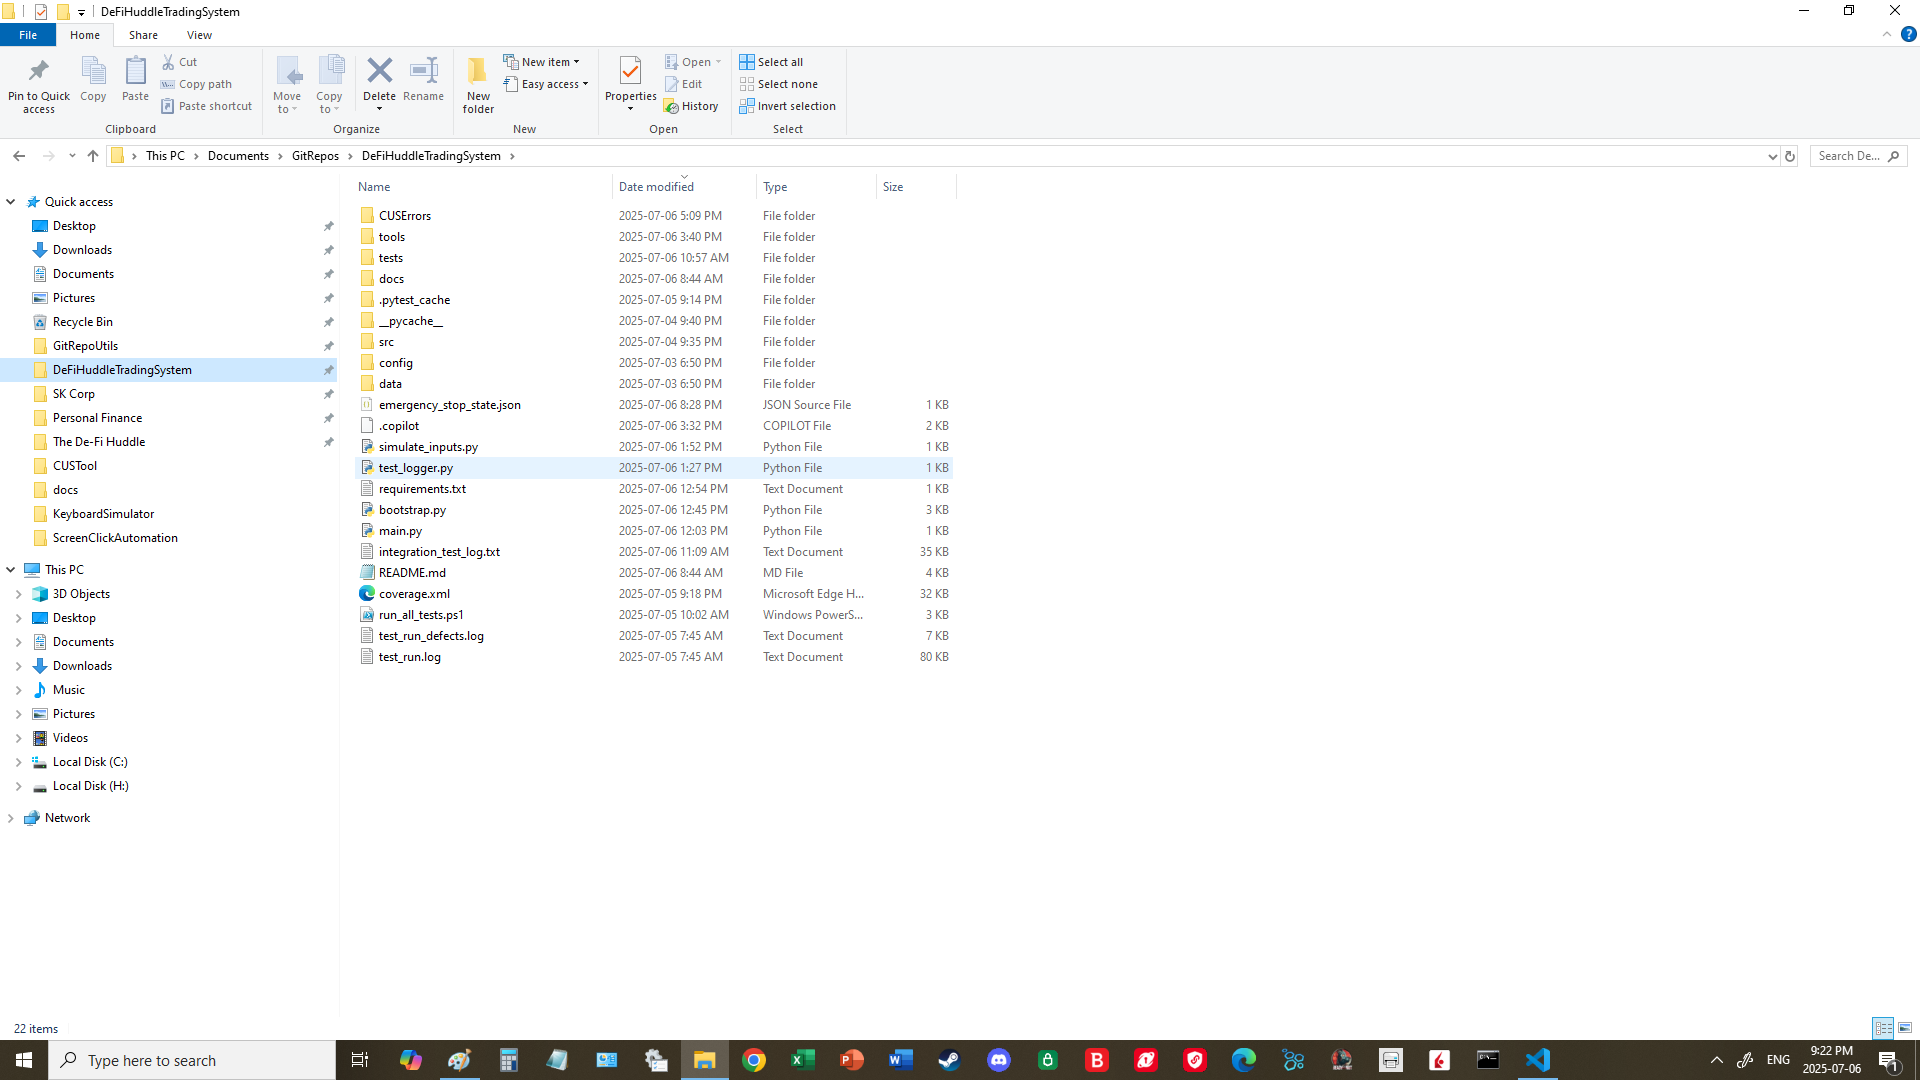 DeFiHuddleTradingSystem
File Home Share View
Pin to Quick access
Copy
Paste
Cut
Copy path
Paste shortcut
Clipboard
Move to
Copy to
Delete
Rename
Organize
New folder
New item
Easy access
New
Properties
Open
Edit
History
Open
Select all
Select none
Invert selection
Select
This PC › Documents › GitRepos › DeFiHuddleTradingSystem ›
Search De...
Quick access
Desktop
Downloads
Documents
Pictures
Recycle Bin
GitRepoUtils
DeFiHuddleTradingSystem
SK Corp
Personal Finance
The De-Fi Huddle
CUSTool
docs
KeyboardSimulator
ScreenClickAutomation
This PC
3D Objects
Desktop
Documents
Downloads
Music
Pictures
Videos
Local Disk (C:)
Local Disk (H:)
Network
Name Date modified Type Size
CUSErrors 2025-07-06 5:09 PM File folder
tools 2025-07-06 3:40 PM File folder
tests 2025-07-06 10:57 AM File folder
docs 2025-07-06 8:44 AM File folder
.pytest_cache 2025-07-05 9:14 PM File folder
__pycache__ 2025-07-04 9:40 PM File folder
src 2025-07-04 9:35 PM File folder
config 2025-07-03 6:50 PM File folder
data 2025-07-03 6:50 PM File folder
emergency_stop_state.json 2025-07-06 8:28 PM JSON Source File 1 KB
.copilot 2025-07-06 3:32 PM COPILOT File 2 KB
simulate_inputs.py 2025-07-06 1:52 PM Python File 1 KB
test_logger.py 2025-07-06 1:27 PM Python File 1 KB
requirements.txt 2025-07-06 12:54 PM Text Document 1 KB
bootstrap.py 2025-07-06 12:45 PM Python File 3 KB
main.py 2025-07-06 12:03 PM Python File 1 KB
integration_test_log.txt 2025-07-06 11:09 AM Text Document 35 KB
README.md 2025-07-06 8:44 AM MD File 4 KB
coverage.xml 2025-07-05 9:18 PM Microsoft Edge H... 32 KB
run_all_tests.ps1 2025-07-05 10:02 AM Windows PowerS... 3 KB
test_run_defects.log 2025-07-05 7:45 AM Text Document 7 KB
test_run.log 2025-07-05 7:45 AM Text Document 80 KB
22 items
Type here to search
ENG
9:22 PM
2025-07-06
1